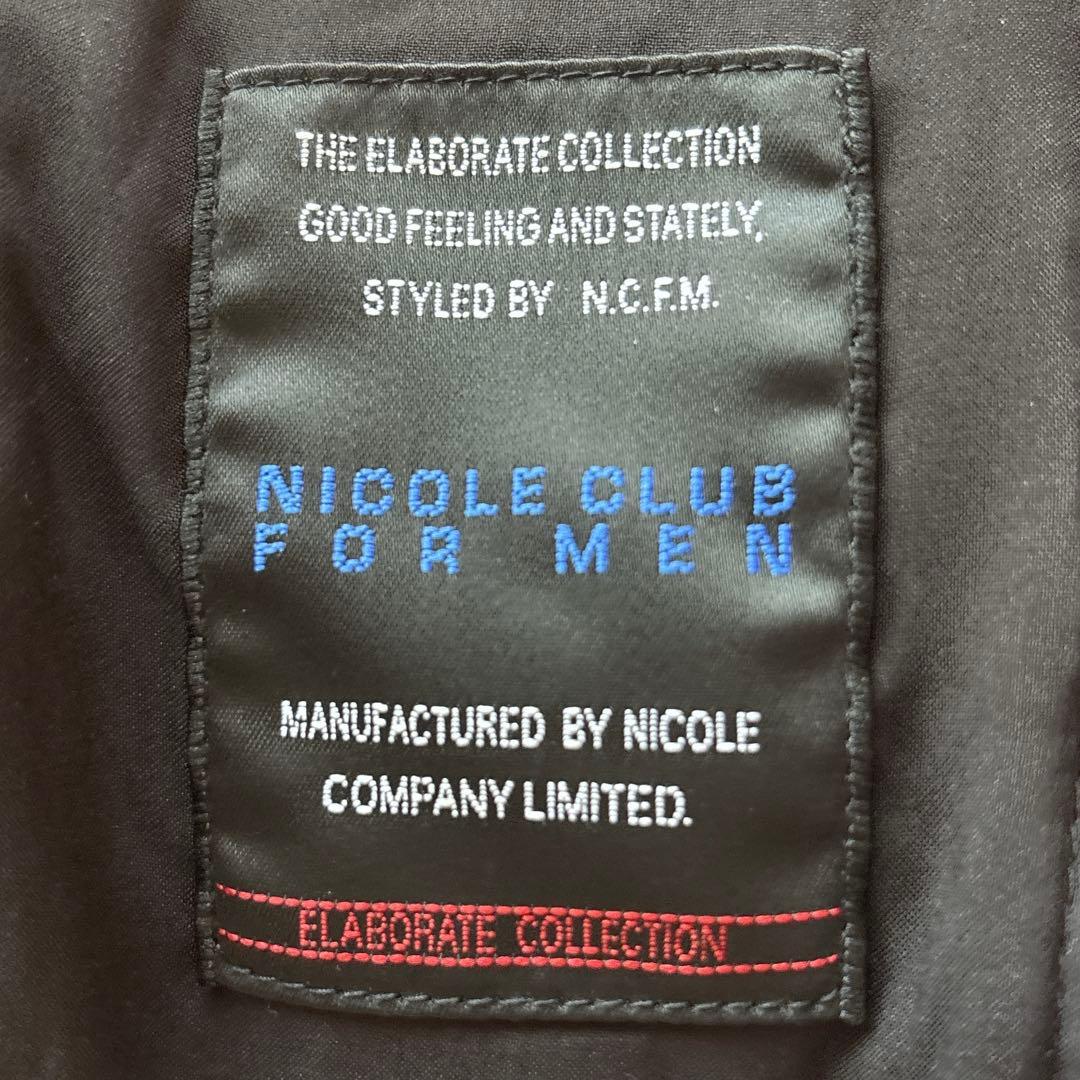 THE ELABORATE COLLECTION
GOOD FEELING AND STATELY,
STYLED BY N.C.F.M.
NICOLE CLUB
FOR MEN
MANUFACTURED BY NICOLE
COMPANY LIMITED.
ELABORATE COLLECTION